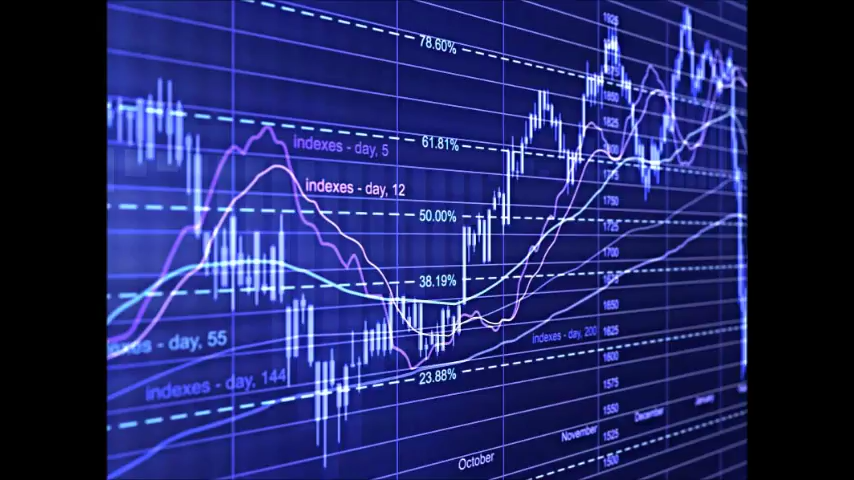 78.60%
indexes - day, 5
61.81%
indexes - day, 12
50.00%
38.19%
indexes - day, 55
indexes - day, 200
indexes - day, 144
23.88%
1925
1850
1825
1800
1775
1750
1725
1700
1650
1625
1600
1575
1550
1525
1500
October
November
December
January